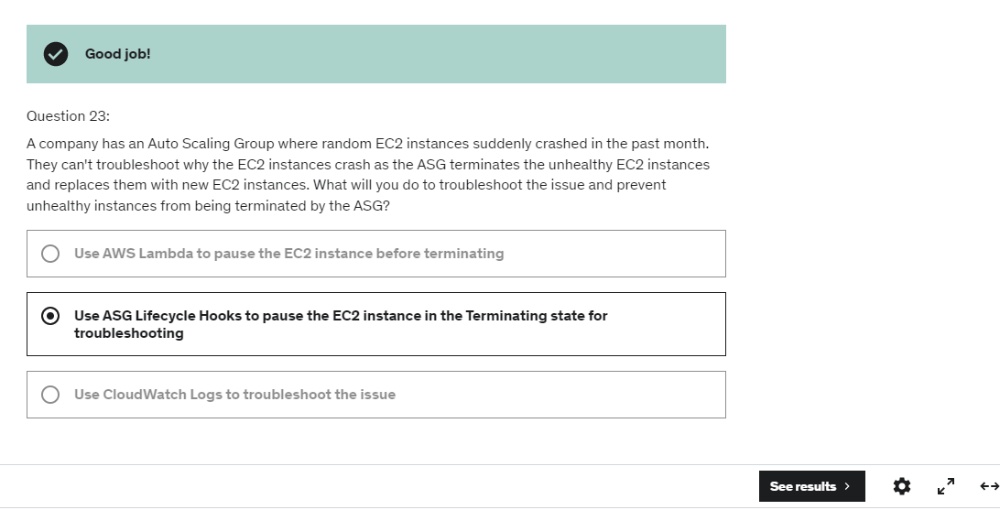 Good job!
Question 23:
A company has an Auto Scaling Group where random EC2 instances suddenly crashed in the past month.
They can't troubleshoot why the EC2 instances crash as the ASG terminates the unhealthy EC2 instances
and replaces them with new EC2 instances. What will you do to troubleshoot the issue and prevent
unhealthy instances from being terminated by the ASG?
Use AWS Lambda to pause the EC2 instance before terminating
Use ASG Lifecycle Hooks to pause the EC2 instance in the Terminating state for
troubleshooting
Use CloudWatch Logs to troubleshoot the issue
See results